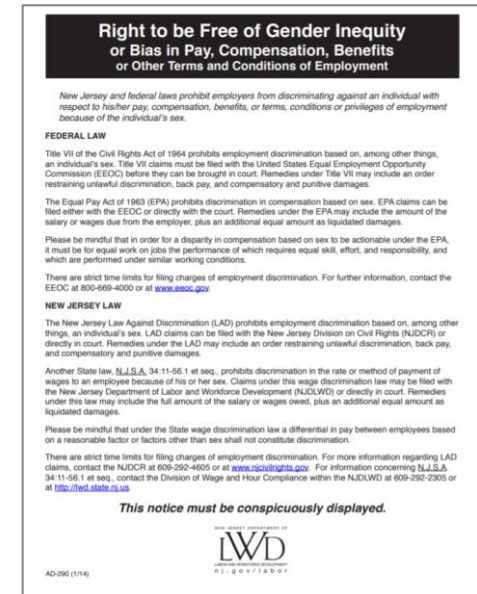 Right to be Free of Gender Inequity
or Bias in Pay, Compensation, Benefits
or Other Terms and Conditions of Employment
New Jersey and federal laws prohibit employers from discriminating against an individual with
respect to his/her pay, compensation, benefits, or terms, conditions or privileges of employment
because of the individual's sex.
FEDERAL LAW
Title VII of the Civil Rights Act of 1964 prohibits employment discrimination based on, among other things,
an individual's sex. Title VII claims must be filed with the United States Equal Employment Opportunity
Commission (EEOC) before they can be brought in court. Remedies under Title VII may include an order
restraining unlawful discrimination, back pay, and compensatory and punitive damages.
The Equal Pay Act of 1963 (EPA) prohibits discrimination in compensation based on sex. EPA claims can be
filed either with the EEOC or directly with the court. Remedies under the EPA may include the amount of the
salary or wages due from the employer, plus an additional equal amount as liquidated damages.
Please be mindful that in order for a disparity in compensation based on sex to be actionable under the EPA,
it must be for equal work on jobs the performance of which requires equal skill, effort, and responsibility, and
which are performed under similar working conditions.
There are strict time limits for filing charges of employment discrimination. For further information, contact the
EEOC at 800-669-4000 or at www.eeoc.gov.
NEW JERSEY LAW
The New Jersey Law Against Discrimination (LAD) prohibits employment discrimination based on, among other
things, an individual's sex. LAD claims can be filed with the New Jersey Division on Civil Rights (NJDCR) or
directly in court. Remedies under the LAD may include an order restraining unlawful discrimination, back pay,
and compensatory and punitive damages.
Another State law, N.J.S.A. 34:11-56.1 et seq., prohibits discrimination in the rate or method of payment of
wages to an employee because of his or her sex. Claims under this wage discrimination law may be filed with
the New Jersey Department of Labor and Workforce Development (NJDLWD) or directly in court. Remedies
under this law may include the full amount of the salary or wages owed, plus an additional equal amount as
liquidated damages.
Please be mindful that under the State wage discrimination law a differential in pay between employees based
on a reasonable factor or factors other than sex shall not constitute discrimination.
There are strict time limits for filing charges of employment discrimination. For more information regarding LAD
claims, contact the NJDCR at 609-292-4605 or at www.njcivilrights.gov. For information concerning N.J.S.A.
34:11-56.1 et seq., contact the Division of Wage and Hour Compliance within the NJDLWD at 609-292-2305 or
at http://lwd.state.nj.us.
This notice must be conspicuously displayed.
NEW JERSEY DEPARTMENT OF
LWD
LABOR AND WORKFORCE DEVELOPMENT
nj.gov/labor
AD-290 (1/14)